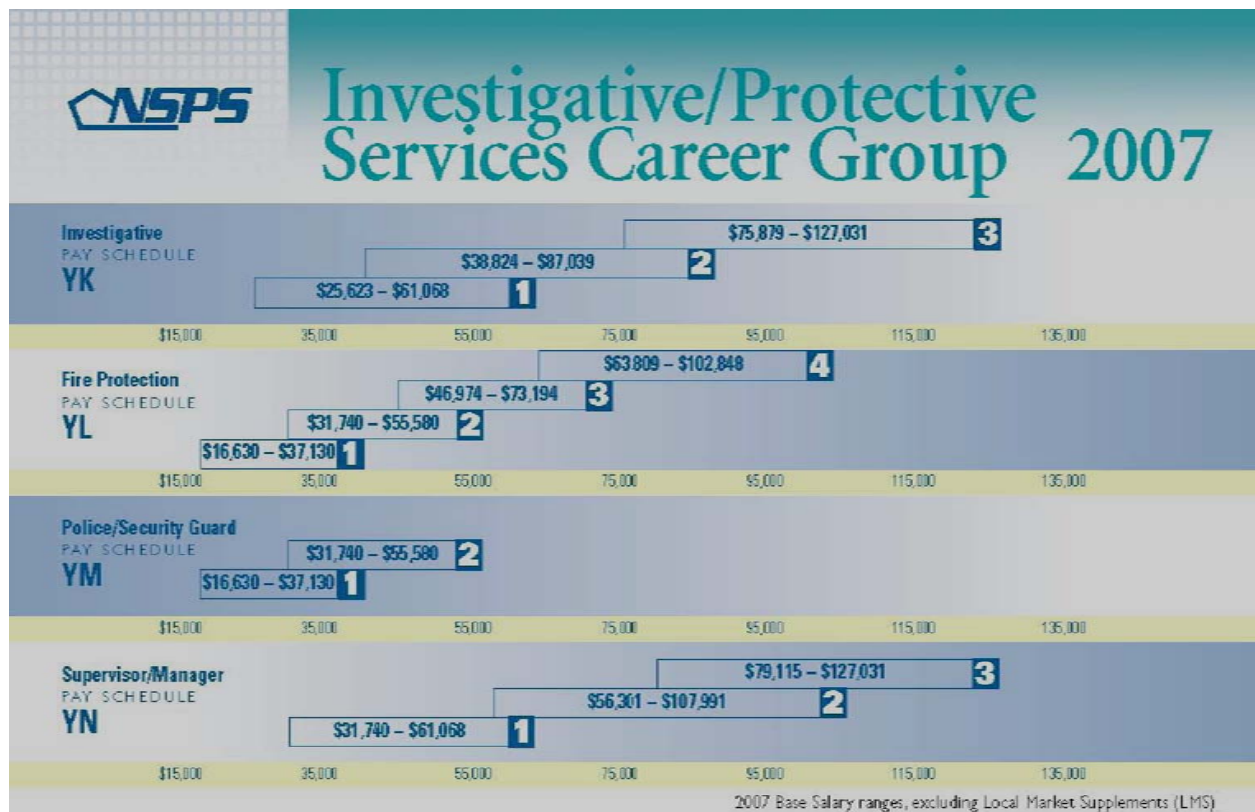 NSPS
Investigative/Protective
Services Career Group 2007
Investigative
PAY SCHEDULE
YK
$75,879 – $127,031 3
$38,824 – $87,039 2
$25,623 – $61,068 1
$15,000 35,000 55,000 75,000 95,000 115,000 135,000
Fire Protection
PAY SCHEDULE
YL
$63809 – $102,848 4
$46,974 – $73,194 3
$31,740 – $55,580 2
$16,630 – $37,130 1
$15,000 35,000 55,000 75,000 95,000 115,000 135,000
Police/Security Guard
PAY SCHEDULE
YM
$31,740 – $55,580 2
$16,630 – $37,130 1
$15,000 35,000 55,000 75,000 95,000 115,000 135,000
Supervisor/Manager
PAY SCHEDULE
YN
$79,115 – $127,031 3
$56,301 – $107,991 2
$31,740 – $61,068 1
$15,000 35,000 55,000 75,000 95,000 115,000 135,000
2007 Base Salary ranges, excluding Local Market Supplements (LMS)